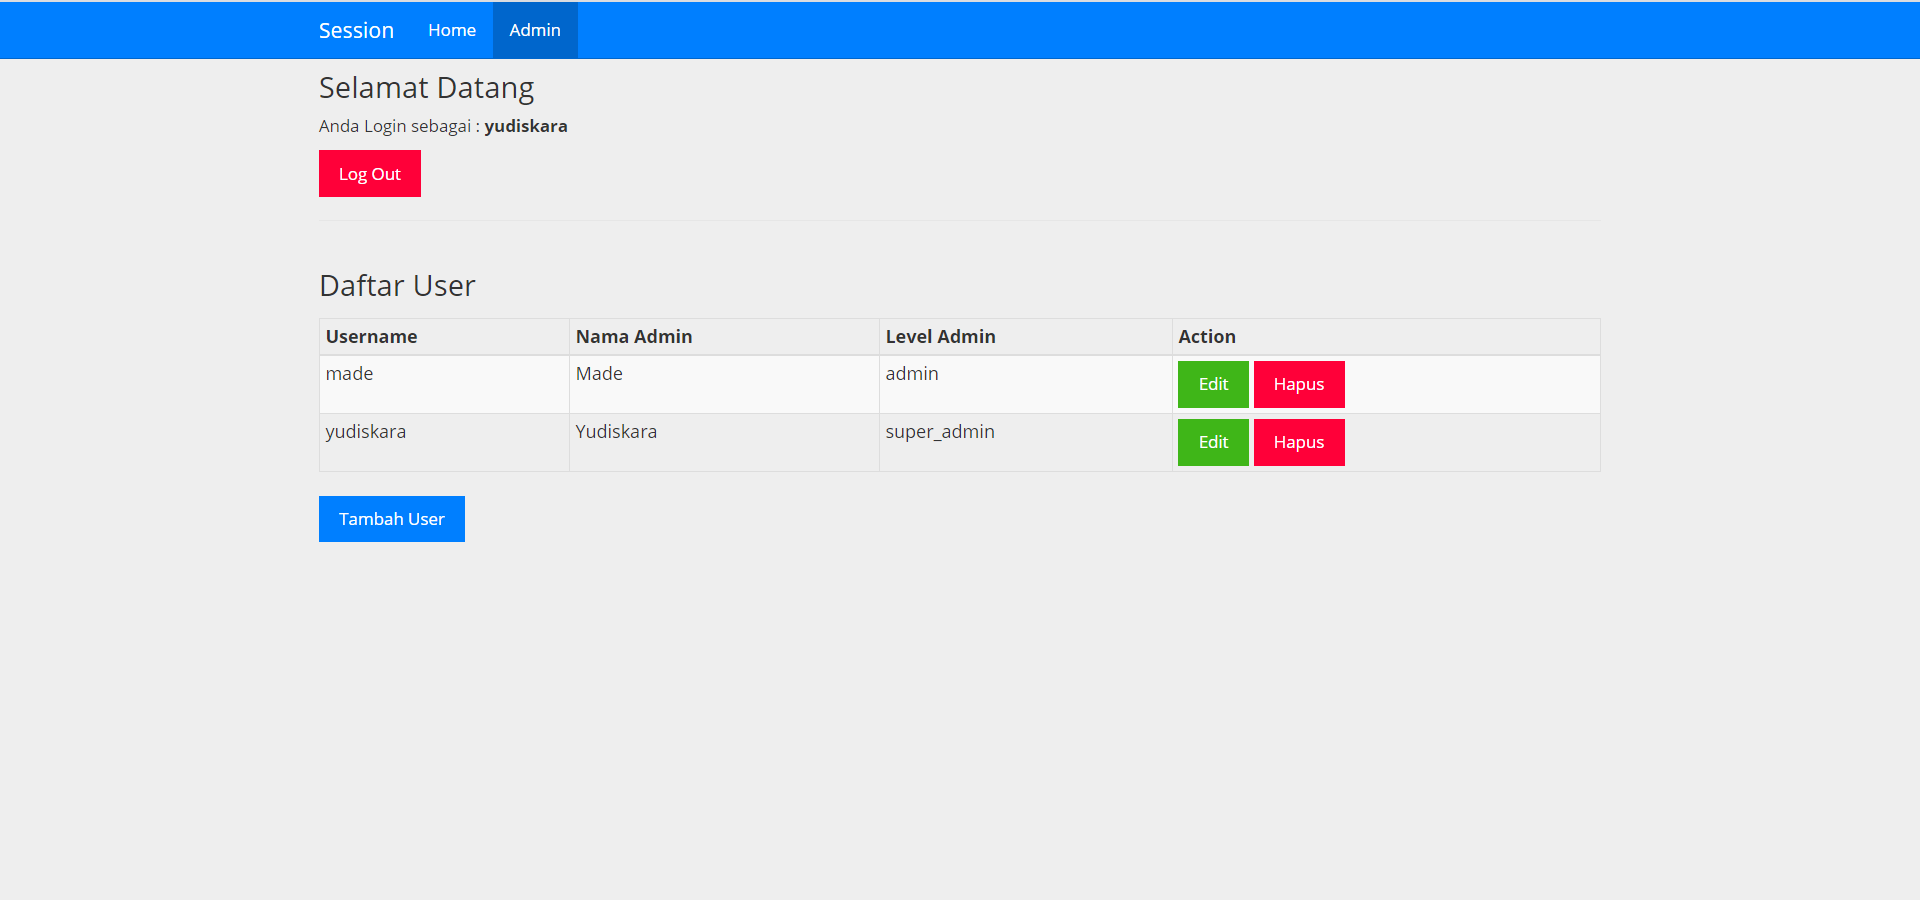 Session Home Admin
Selamat Datang
Anda Login sebagai : yudiskara
Log Out
Daftar User
Username Nama Admin Level Admin Action
made Made admin Edit Hapus
yudiskara Yudiskara super_admin Edit Hapus
Tambah User